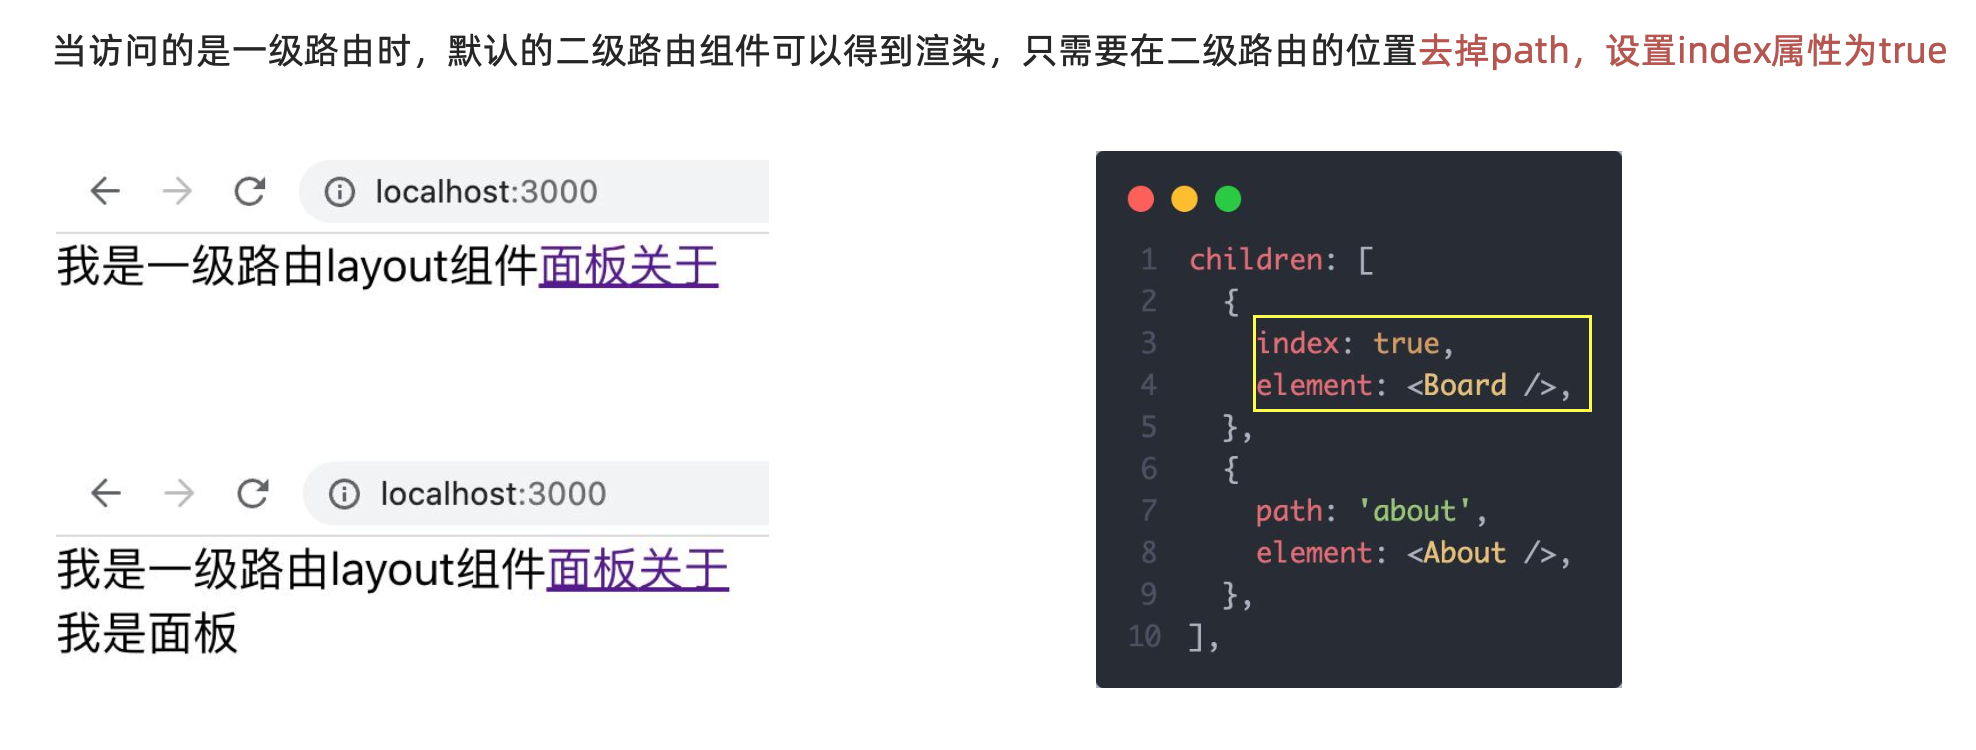 当访问的是一级路由时，默认的二级路由组件可以得到渲染，只需要在二级路由的位置去掉path，设置index属性为true
localhost:3000
我是一级路由layout组件面板关于
localhost:3000
我是一级路由layout组件面板关于
我是面板
1 children: [
2 {
3 index: true,
4 element: <Board />,
5 },
6 {
7 path: 'about',
8 element: <About />,
9 },
10 ],